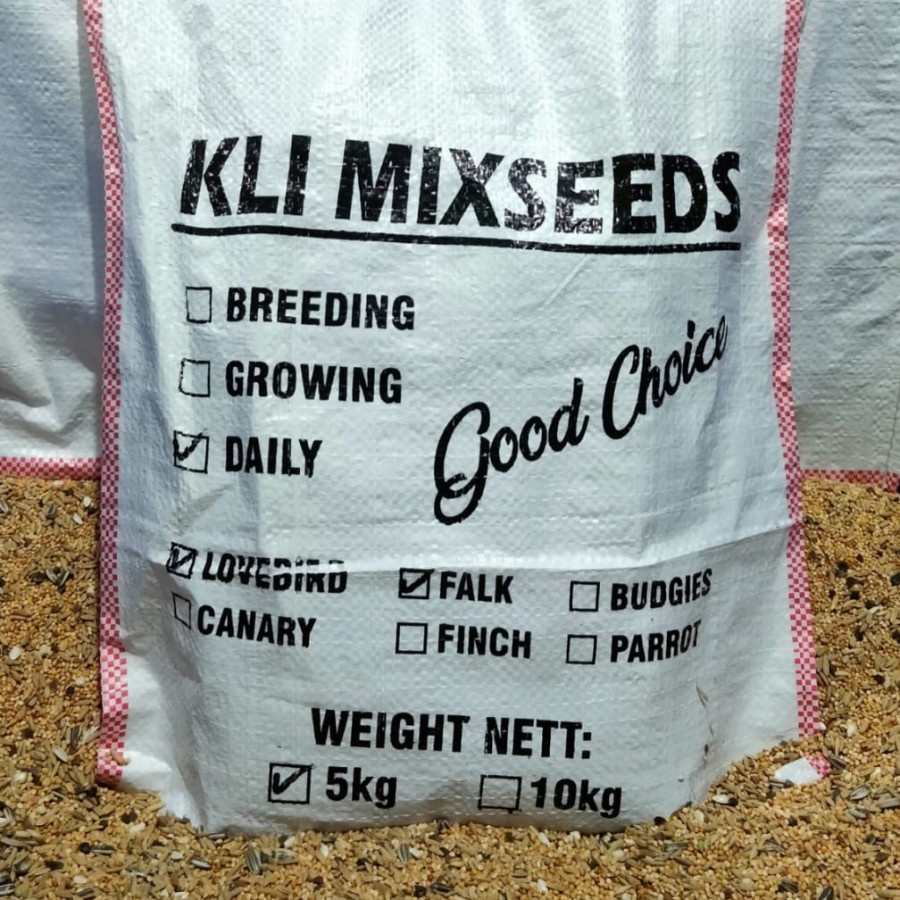 KLI MIXSEEDS
BREEDING
GROWING
DAILY
Good Choice
LOVEBIRD FALK BUDGIES
CANARY FINCH PARROT
WEIGHT NETT:
5kg 10kg